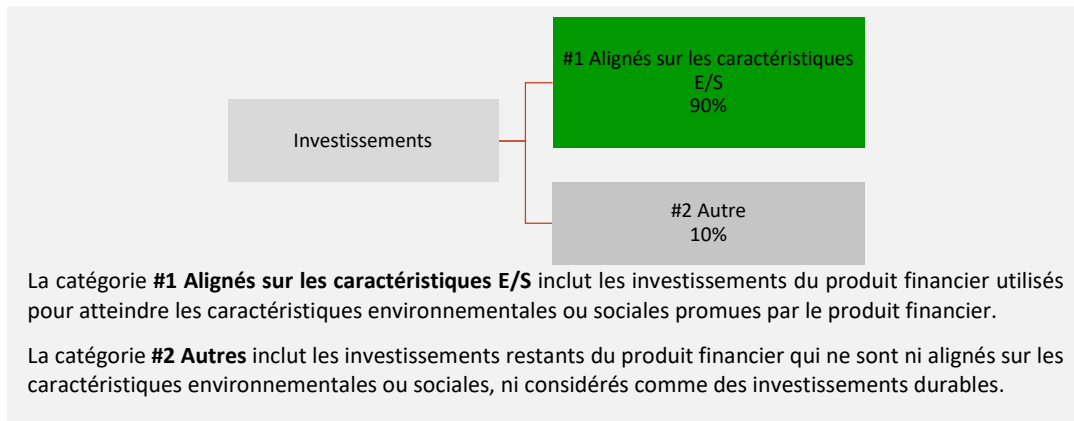 #1 Alignés sur les caractéristiques
E/S
90%
Investissements
#2 Autre
10%
La catégorie #1 Alignés sur les caractéristiques E/S inclut les investissements du produit financier utilisés
pour atteindre les caractéristiques environnementales ou sociales promues par le produit financier.
La catégorie #2 Autres inclut les investissements restants du produit financier qui ne sont ni alignés sur les
caractéristiques environnementales ou sociales, ni considérés comme des investissements durables.